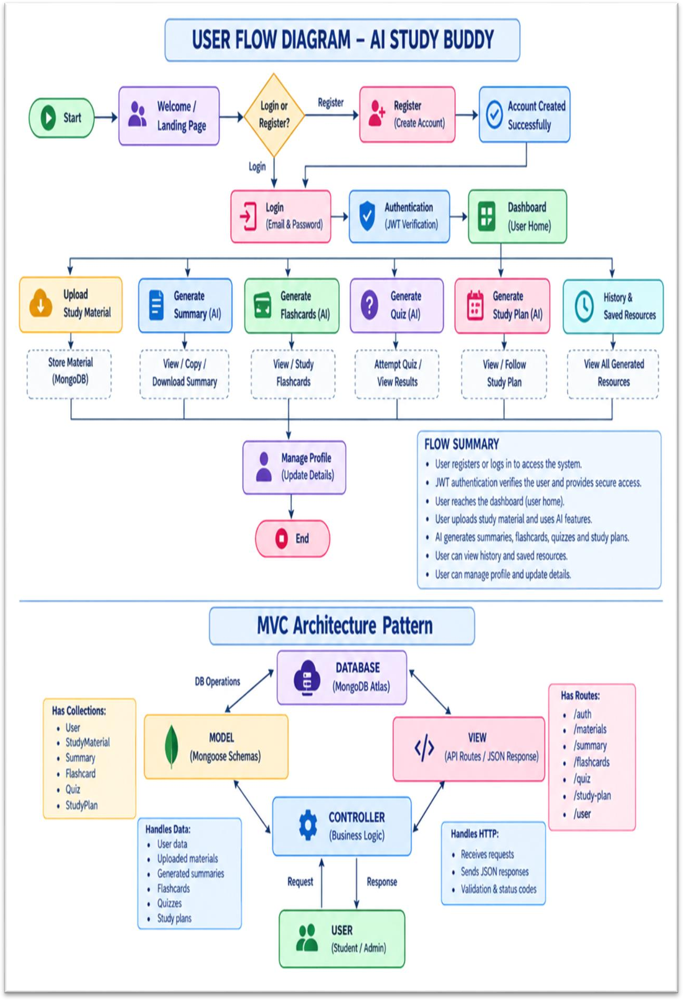 USER FLOW DIAGRAM – AI STUDY BUDDY
Start
Welcome /
Landing Page
Login or
Register?
Register
Register
(Create Account)
Account Created
Successfully
Login
Login
(Email & Password)
Authentication
(JWT Verification)
Dashboard
(User Home)
Upload
Study Material
Generate
Summary (AI)
Generate
Flashcards (AI)
Generate
Quiz (AI)
Generate
Study Plan (AI)
History &
Saved Resources
Store Material
(MongoDB)
View / Copy /
Download Summary
View / Study
Flashcards
Attempt Quiz /
View Results
View / Follow
Study Plan
View All Generated
Resources
Manage Profile
(Update Details)
End
FLOW SUMMARY
• User registers or logs in to access the system.
• JWT authentication verifies the user and provides secure access.
• User reaches the dashboard (user home).
• User uploads study material and uses AI features.
• AI generates summaries, flashcards, quizzes and study plans.
• User can view history and saved resources.
• User can manage profile and update details.
MVC Architecture Pattern
DATABASE
(MongoDB Atlas)
DB Operations
Has Collections:
• User
• StudyMaterial
• Summary
• Flashcard
• Quiz
• StudyPlan
MODEL
(Mongoose Schemas)
VIEW
(API Routes / JSON Response)
Has Routes:
• /auth
• /materials
• /summary
• /flashcards
• /quiz
• /study-plan
• /user
CONTROLLER
(Business Logic)
Handles Data:
• User data
• Uploaded materials
• Generated summaries
• Flashcards
• Quizzes
• Study plans
Handles HTTP:
• Receives requests
• Sends JSON responses
• Validation & status codes
Request
Response
USER
(Student / Admin)